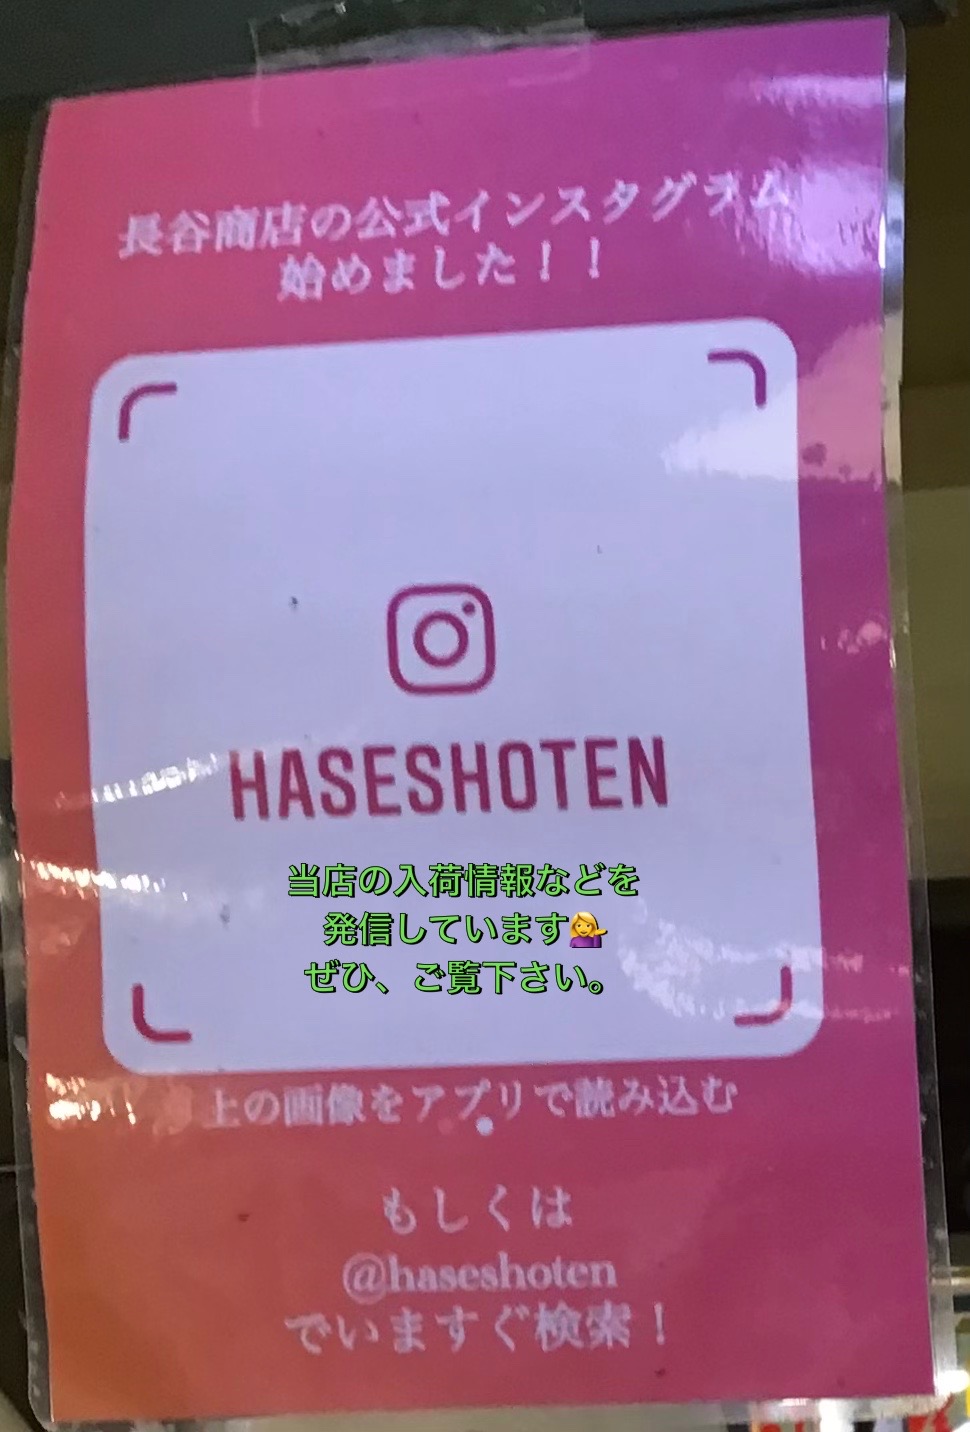 長谷商店の公式インスタグラム
始めました！！
HASESHOTEN
当店の入荷情報などを
発信しています💁‍♀️
ぜひ、ご覧下さい。
上の画像をアプリで読み込む
もしくは
@haseshoten
でいますぐ検索！